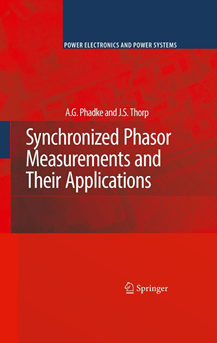 POWER ELECTRONICS AND POWER SYSTEMS
A.G. Phadke and J.S. Thorp
Synchronized Phasor
Measurements and
Their Applications
Springer